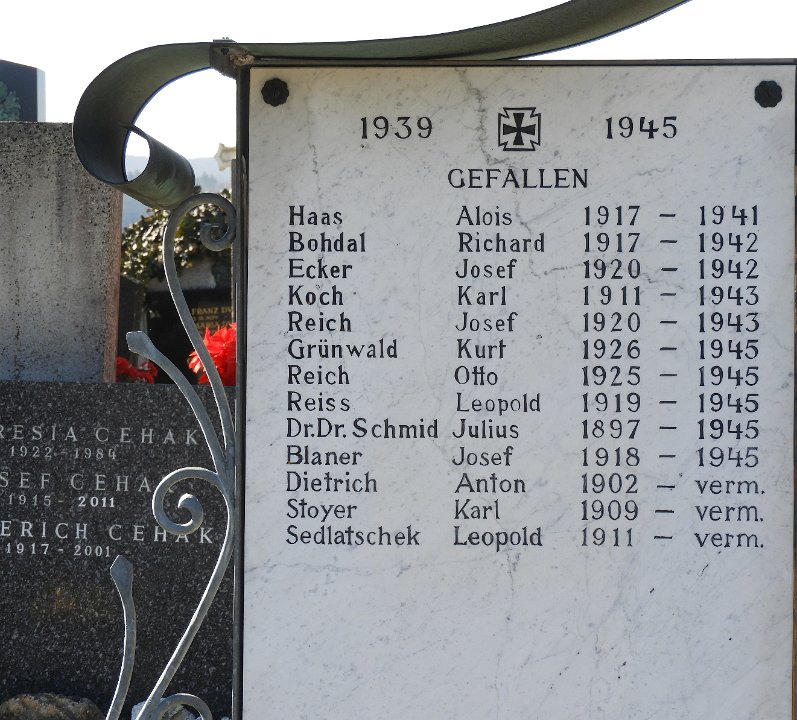 1939 1945
GEFALLEN
Haas Alois 1917 – 1941
Bohdal Richard 1917 – 1942
Ecker Josef 1920 – 1942
Koch Karl 1911 – 1943
Reich Josef 1920 – 1943
Grünwald Kurt 1926 – 1945
Reich Otto 1925 – 1945
Reiss Leopold 1919 – 1945
Dr.Dr. Schmid Julius 1897 – 1945
Blaner Josef 1918 – 1945
Dietrich Anton 1902 – verm.
Stoyer Karl 1909 – verm.
Sedlatschek Leopold 1911 – verm.
FRANZ
RESIA CEHAK
1922 - 1984
SEF CEHA
1915 - 2011
ERICH CEHAK
1917 - 2001